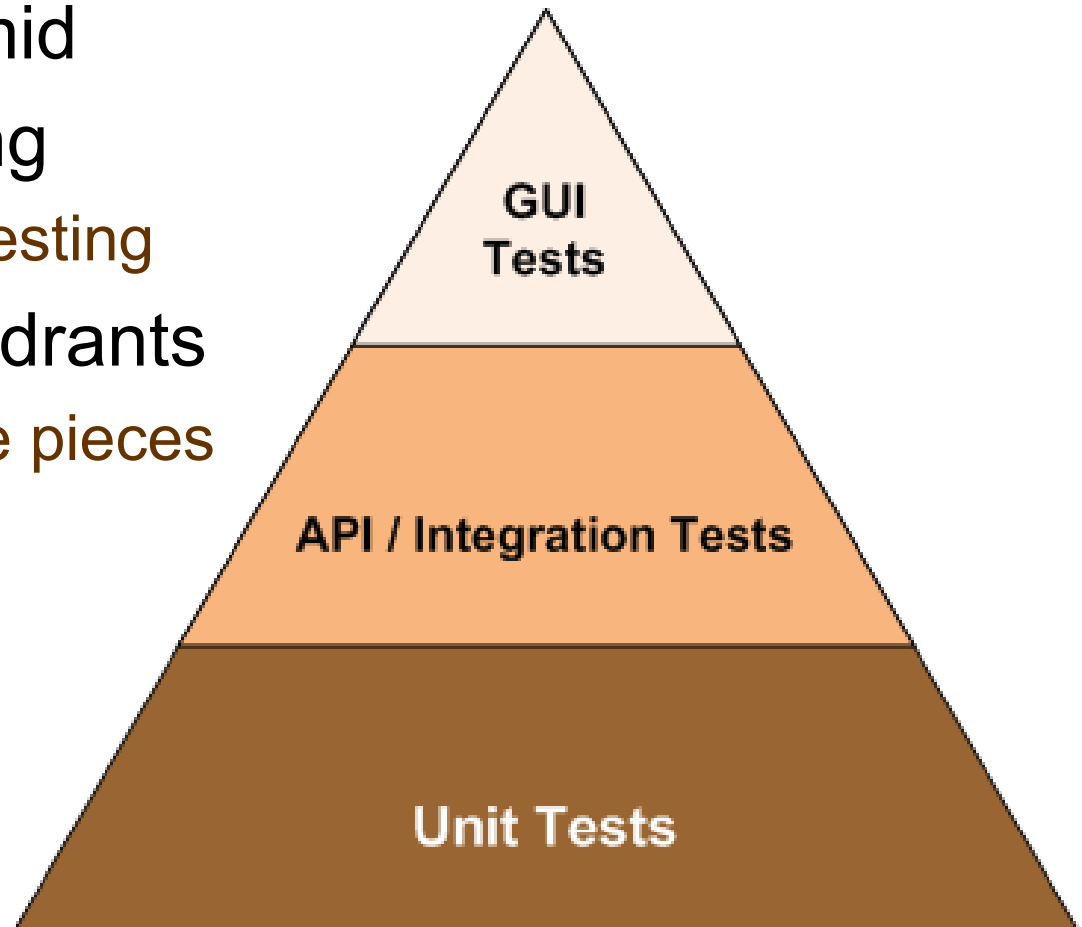 nid
ng
esting
drants
e pieces
GUI
Tests
API / Integration Tests
Unit Tests